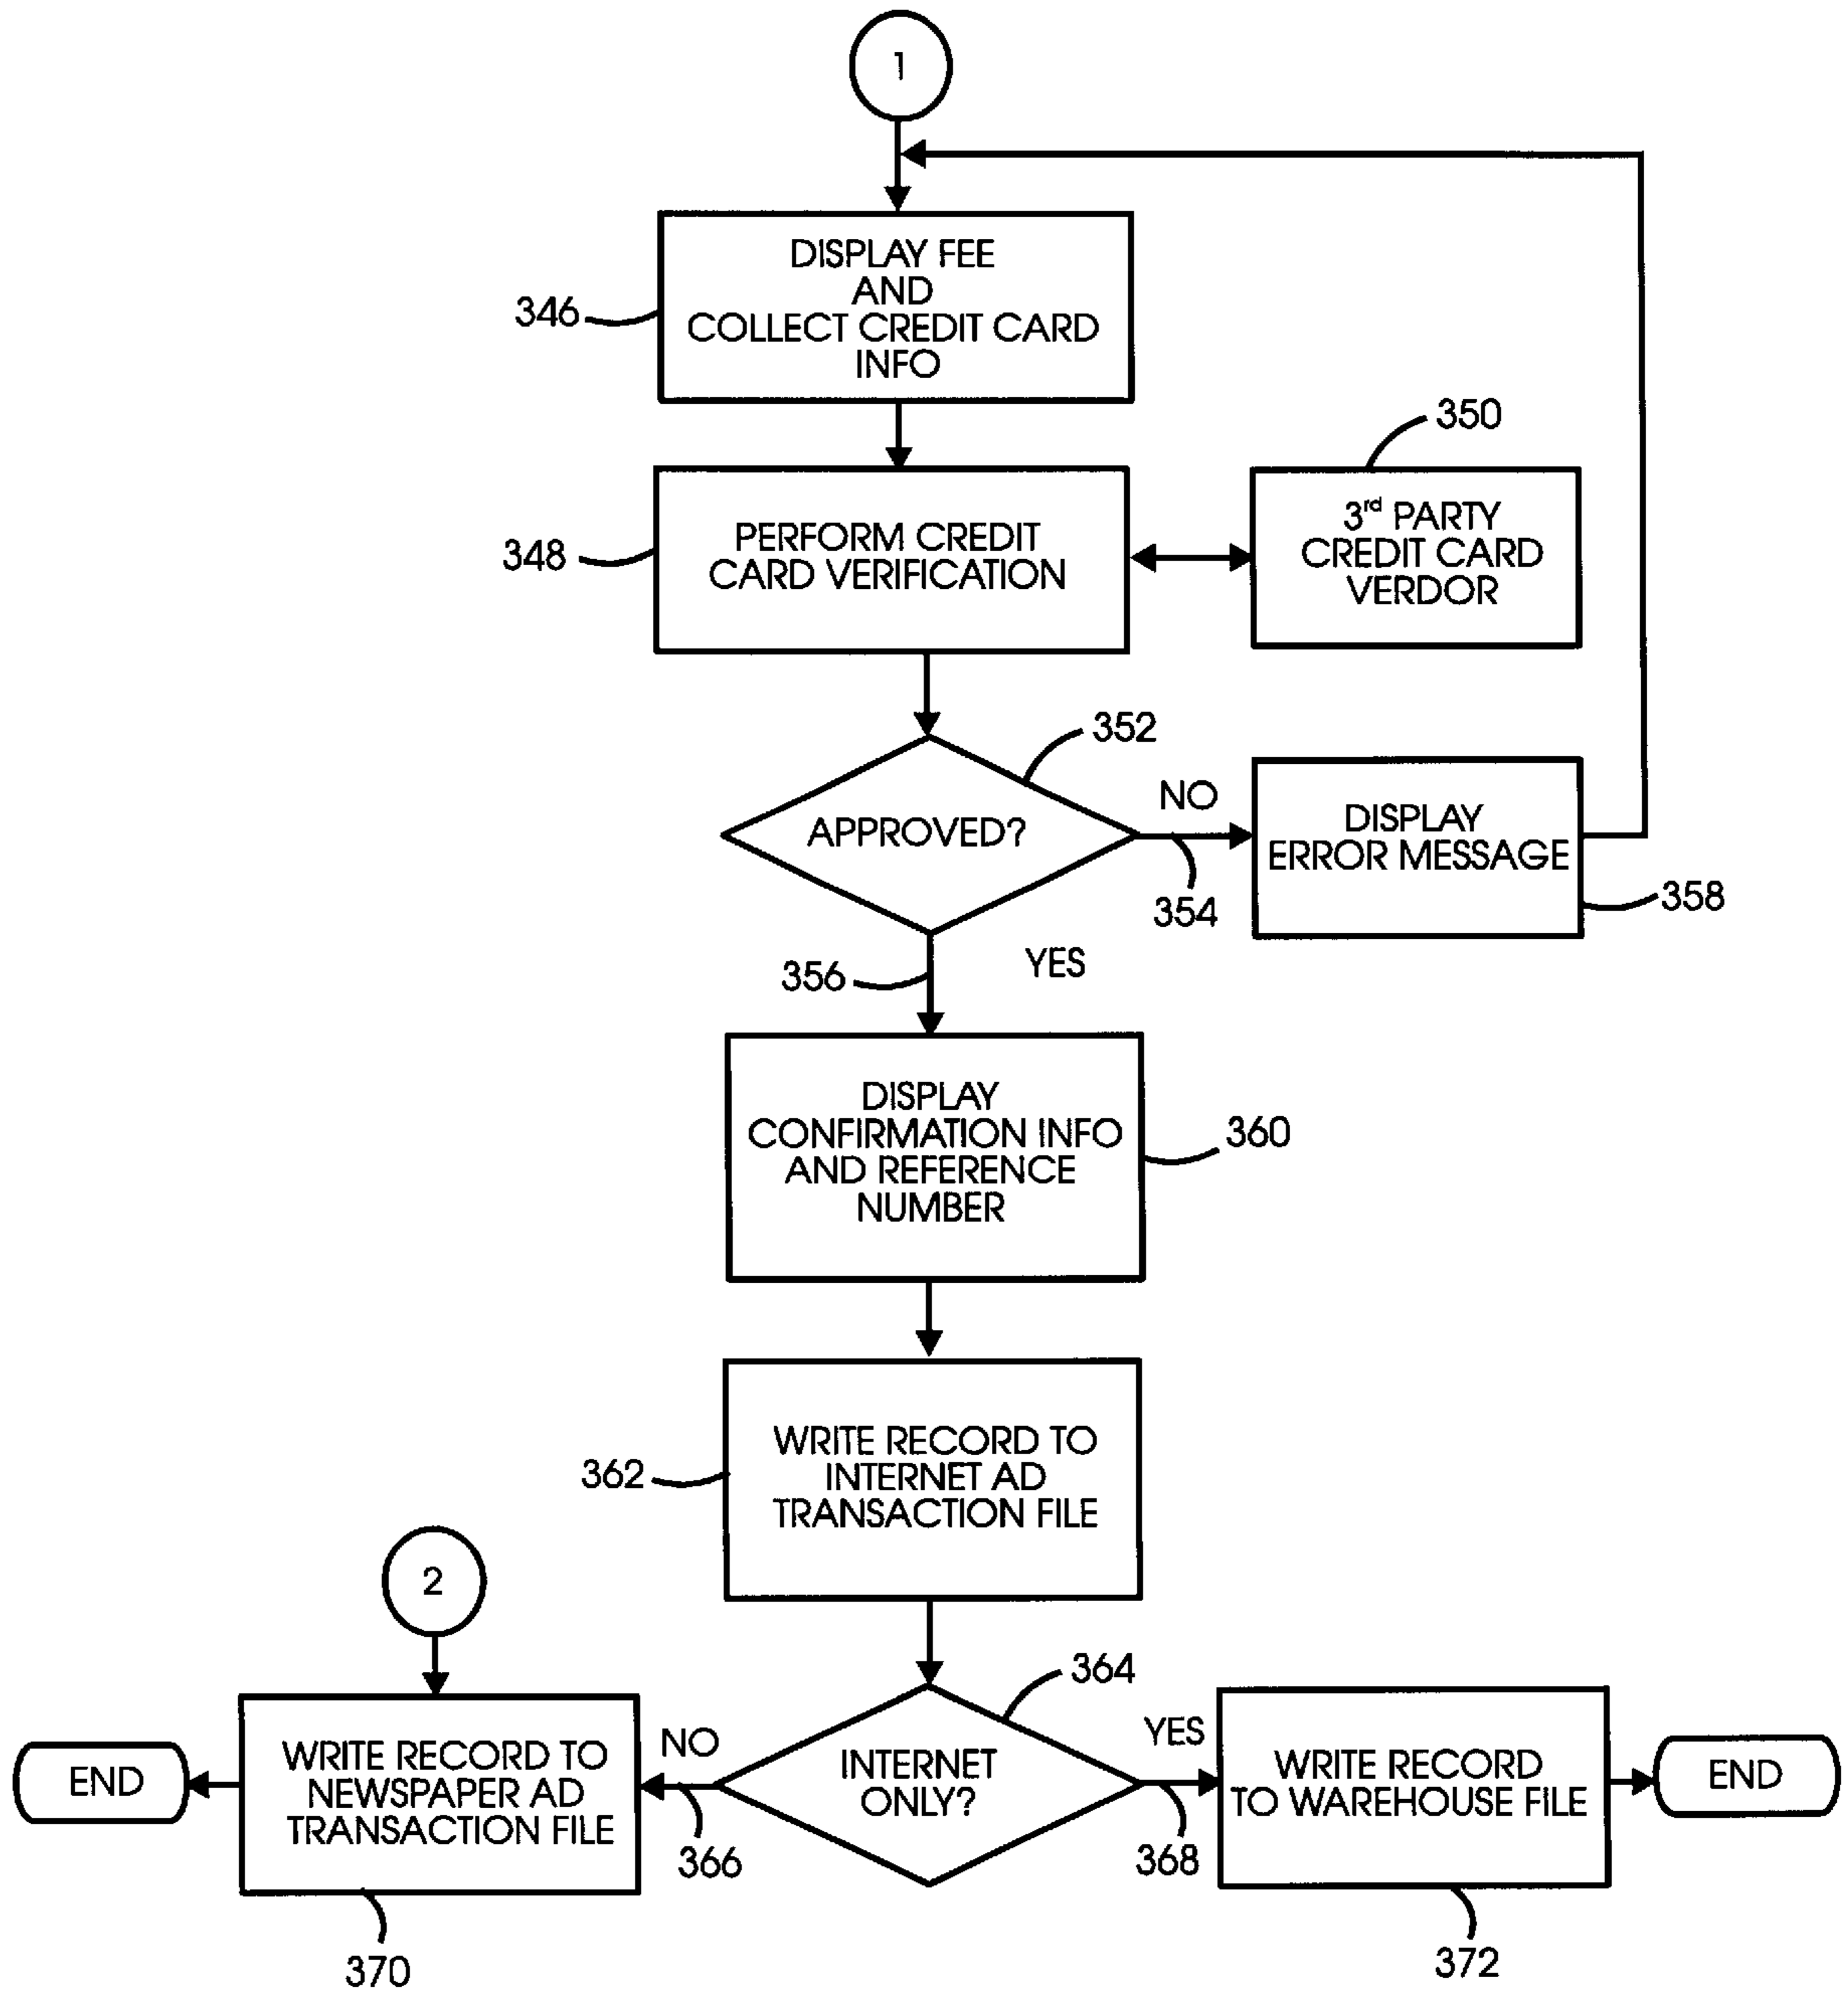 1
DISPLAY FEE
AND
COLLECT CREDIT CARD
INFO
346
350
PERFORM CREDIT
CARD VERIFICATION
348
3rd PARTY
CREDIT CARD
VERDOR
352
APPROVED?
NO
354
DISPLAY
ERROR MESSAGE
358
356
YES
DISPLAY
CONFIRMATION INFO
AND REFERENCE
NUMBER
360
WRITE RECORD TO
INTERNET AD
TRANSACTION FILE
362
2
364
END
WRITE RECORD TO
NEWSPAPER AD
TRANSACTION FILE
NO
366
INTERNET
ONLY?
YES
368
WRITE RECORD
TO WAREHOUSE FILE
END
370
372